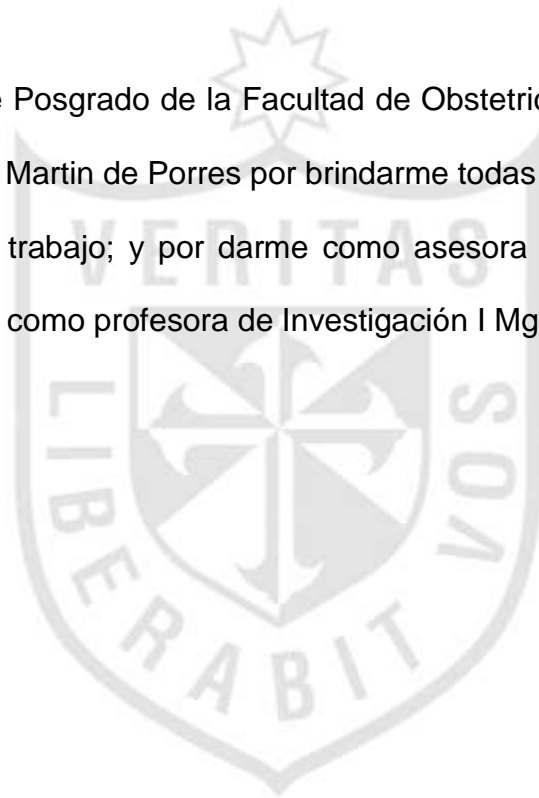 Posgrado de la Facultad de Obstetric
Martin de Porres por brindarme todas
trabajo; y por darme como asesora
como profesora de Investigación I Mg
VERITAS
LIBERABIT VOS